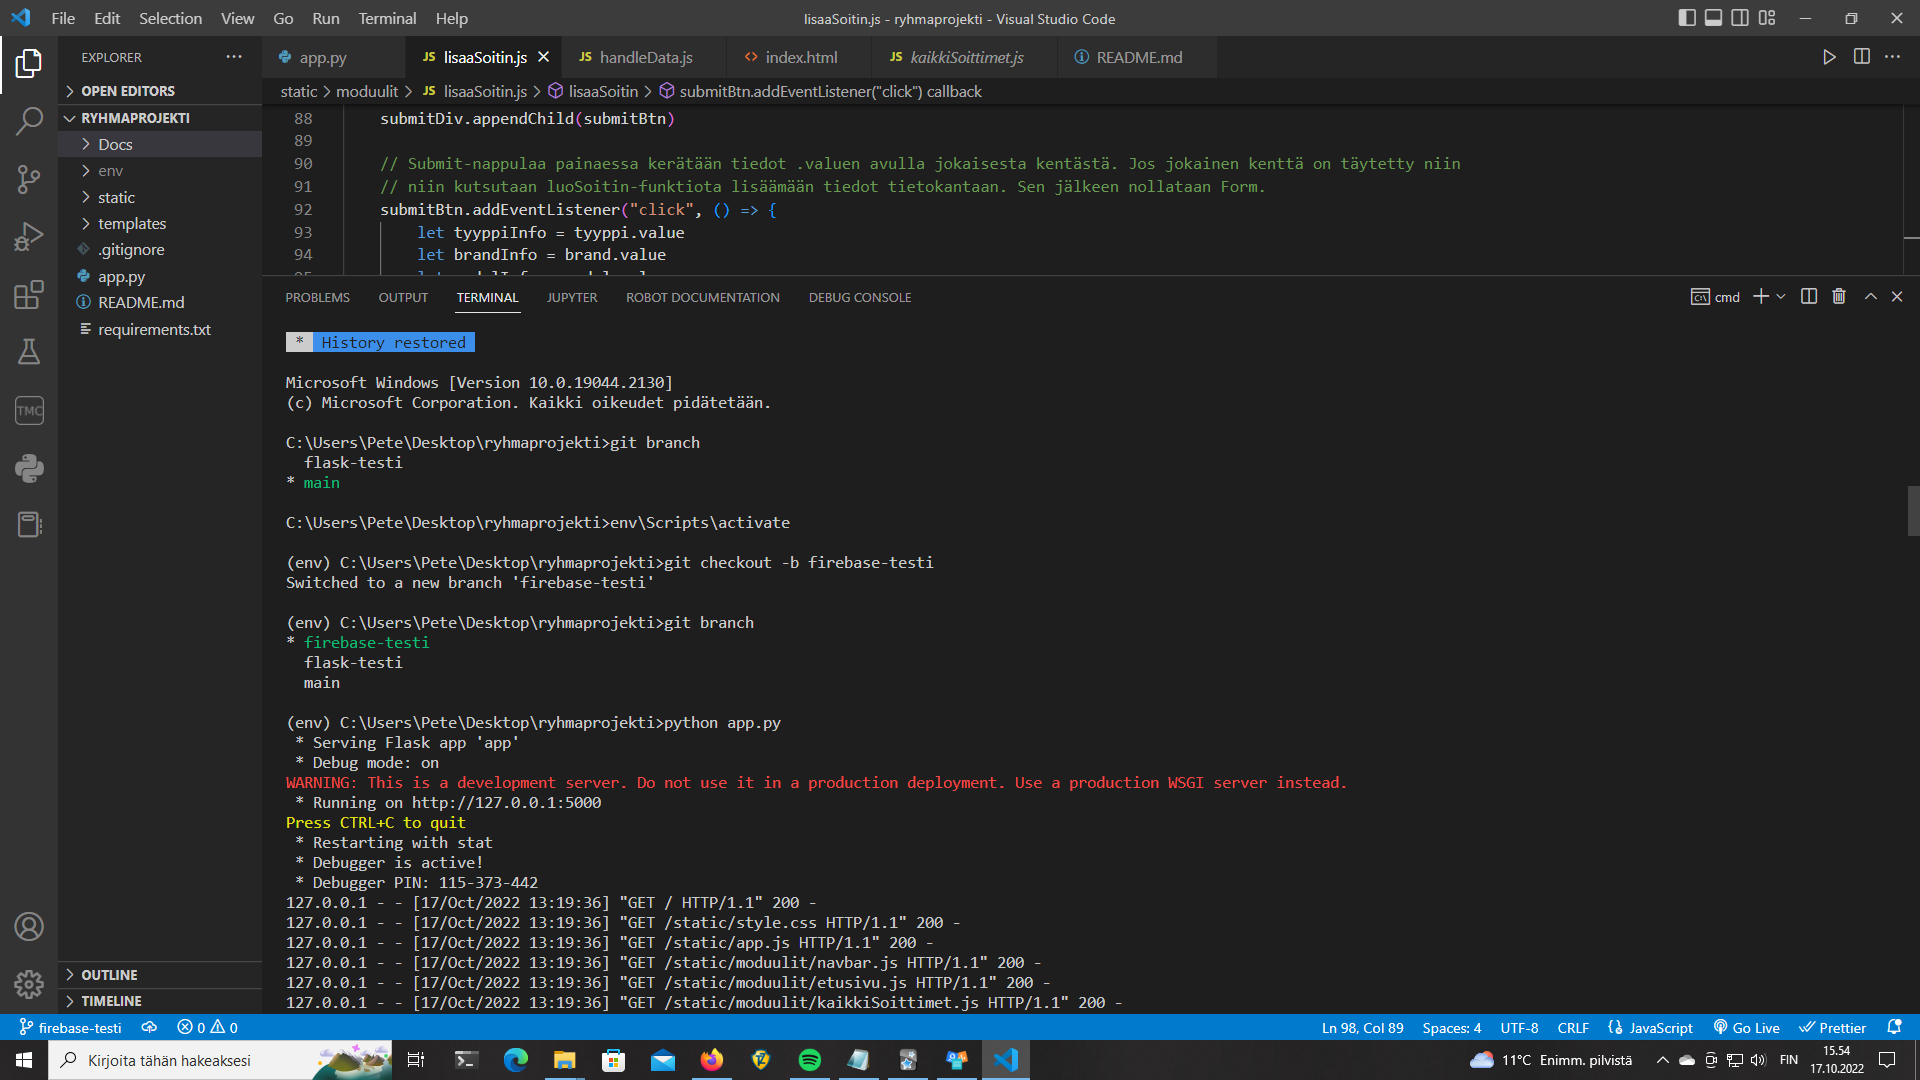 File Edit Selection View Go Run Terminal Help
lisaaSoitin.js - ryhmaprojekti - Visual Studio Code
EXPLORER
OPEN EDITORS
RYHMAPROJEKTI
Docs
env
static
templates
.gitignore
app.py
README.md
requirements.txt
OUTLINE
TIMELINE
TMC
app.py
JS lisaaSoitin.js
JS handleData.js
index.html
JS kaikkiSoittimet.js
README.md
static > moduulit > JS lisaaSoitin.js > lisaaSoitin > submitBtn.addEventListener("click") callback
88 submitDiv.appendChild(submitBtn)
89
90 // Submit-nappulaa painaessa kerätään tiedot .valuen avulla jokaisesta kentästä. Jos jokainen kenttä on täytetty niin
91 // niin kutsutaan luoSoitin-funktiota lisäämään tiedot tietokantaan. Sen jälkeen nollataan Form.
92 submitBtn.addEventListener("click", () => {
93 let tyyppiInfo = tyyppi.value
94 let brandInfo = brand.value
PROBLEMS OUTPUT TERMINAL JUPYTER ROBOT DOCUMENTATION DEBUG CONSOLE
cmd
* History restored
Microsoft Windows [Version 10.0.19044.2130]
(c) Microsoft Corporation. Kaikki oikeudet pidätetään.
C:\Users\Pete\Desktop\ryhmaprojekti>git branch
flask-testi
* main
C:\Users\Pete\Desktop\ryhmaprojekti>env\Scripts\activate
(env) C:\Users\Pete\Desktop\ryhmaprojekti>git checkout -b firebase-testi
Switched to a new branch 'firebase-testi'
(env) C:\Users\Pete\Desktop\ryhmaprojekti>git branch
* firebase-testi
flask-testi
main
(env) C:\Users\Pete\Desktop\ryhmaprojekti>python app.py
* Serving Flask app 'app'
* Debug mode: on
WARNING: This is a development server. Do not use it in a production deployment. Use a production WSGI server instead.
* Running on http://127.0.0.1:5000
Press CTRL+C to quit
* Restarting with stat
* Debugger is active!
* Debugger PIN: 115-373-442
127.0.0.1 - - [17/Oct/2022 13:19:36] "GET / HTTP/1.1" 200 -
127.0.0.1 - - [17/Oct/2022 13:19:36] "GET /static/style.css HTTP/1.1" 200 -
127.0.0.1 - - [17/Oct/2022 13:19:36] "GET /static/app.js HTTP/1.1" 200 -
127.0.0.1 - - [17/Oct/2022 13:19:36] "GET /static/moduulit/navbar.js HTTP/1.1" 200 -
127.0.0.1 - - [17/Oct/2022 13:19:36] "GET /static/moduulit/etusivu.js HTTP/1.1" 200 -
127.0.0.1 - - [17/Oct/2022 13:19:36] "GET /static/moduulit/kaikkiSoittimet.js HTTP/1.1" 200 -
firebase-testi 0 0
Ln 98, Col 89 Spaces: 4 UTF-8 CRLF JavaScript Go Live Prettier
Kirjoita tähän hakeaksesi
11°C Enimm. pilvistä
FIN
15.54
17.10.2022